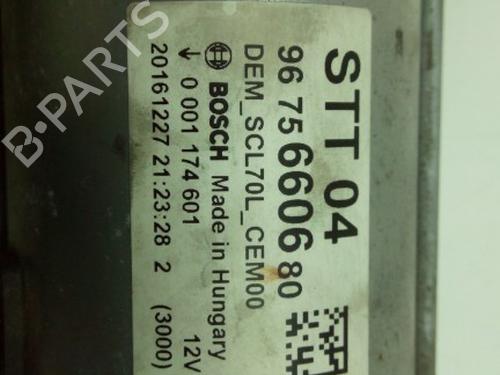 STT 04
96 75 6606 80
DEM_SCL70L_CEM00
BOSCH Made in Hungary
0 001 174 601 12V
20161227 21:23:28 2 (3000)